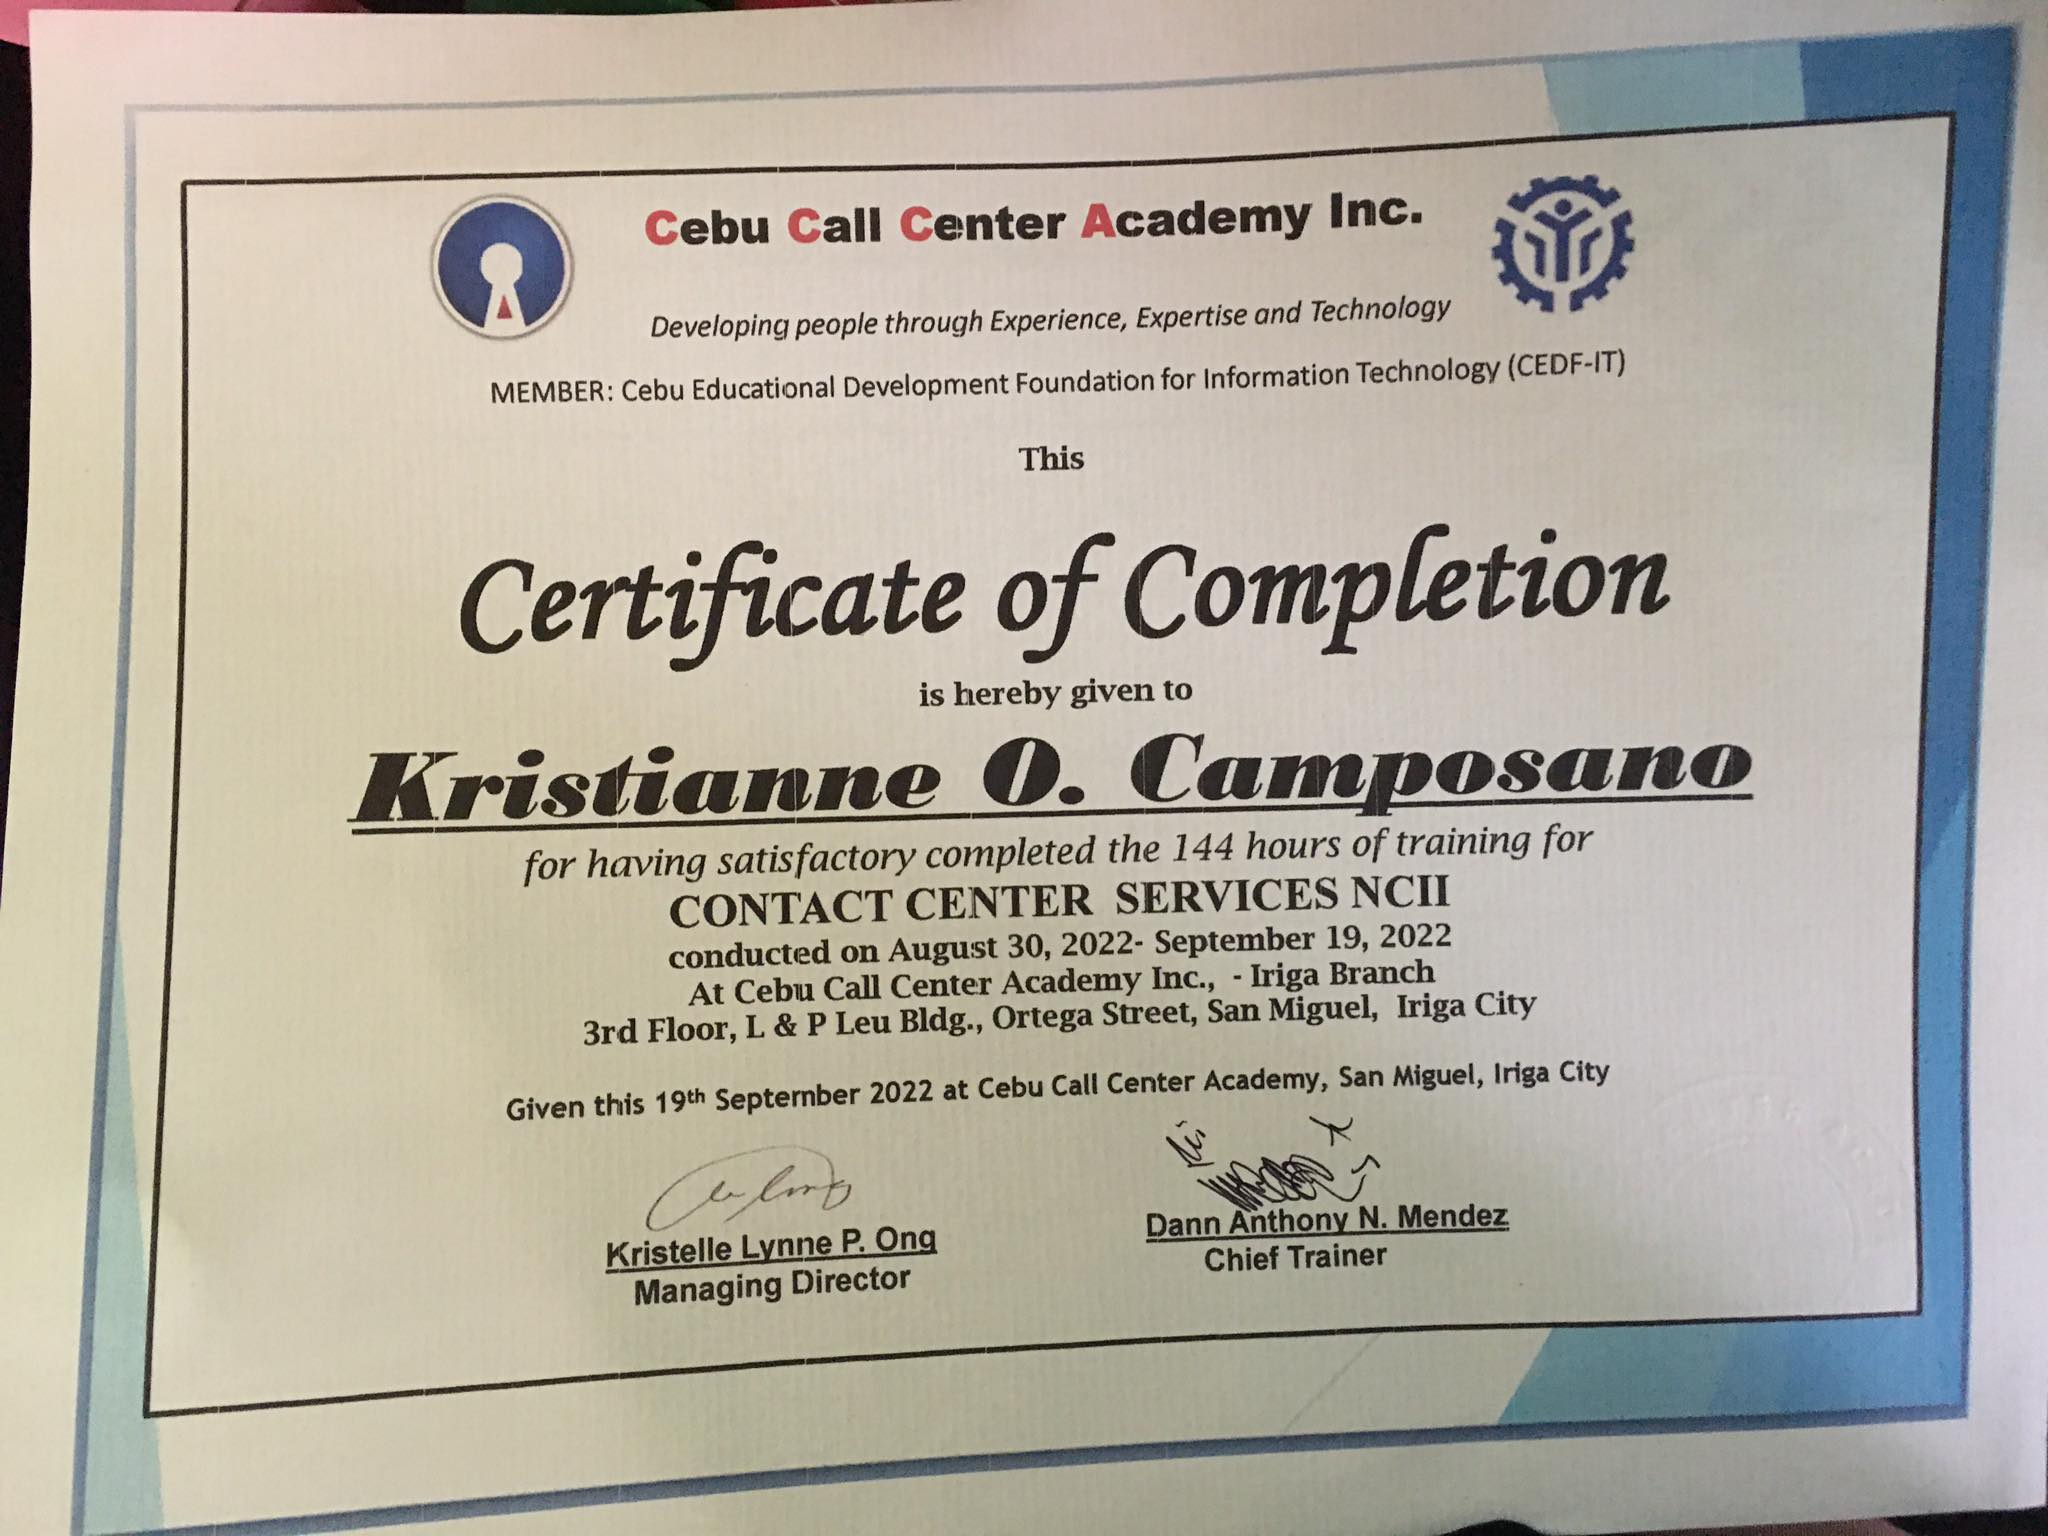 Cebu Call Center Academy Inc.
Developing people through Experience, Expertise and Technology
MEMBER: Cebu Educational Development Foundation for Information Technology (CEDF-IT)
This
Certificate of Completion
is hereby given to
Kristianne O. Camposano
for having satisfactory completed the 144 hours of training for
CONTACT CENTER SERVICES NCII
conducted on August 30, 2022- September 19, 2022
At Cebu Call Center Academy Inc., - Iriga Branch
3rd Floor, L & P Leu Bldg., Ortega Street, San Miguel, Iriga City
Given this 19th September 2022 at Cebu Call Center Academy, San Miguel, Iriga City
Kristelle Lynne P. Ong
Managing Director
Dann Anthony N. Mendez
Chief Trainer